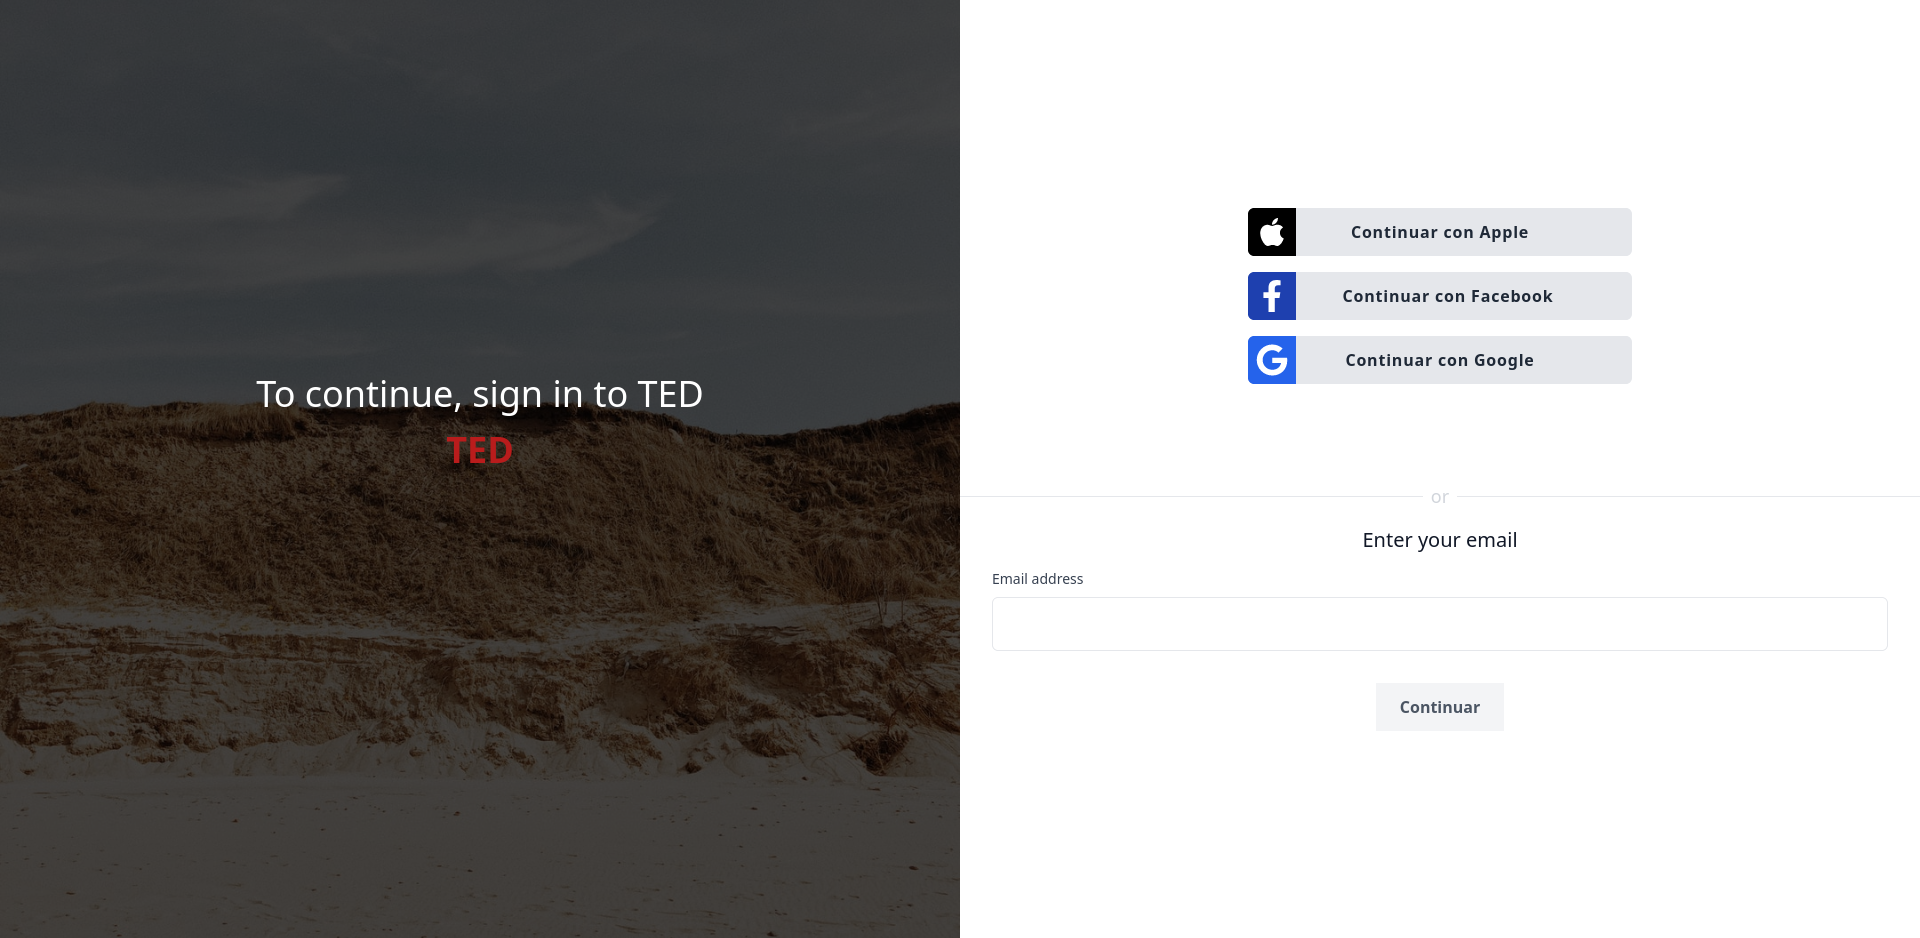 To continue, sign in to TED
TED
Continuar con Apple
Continuar con Facebook
Continuar con Google
or
Enter your email
Email address
Continuar